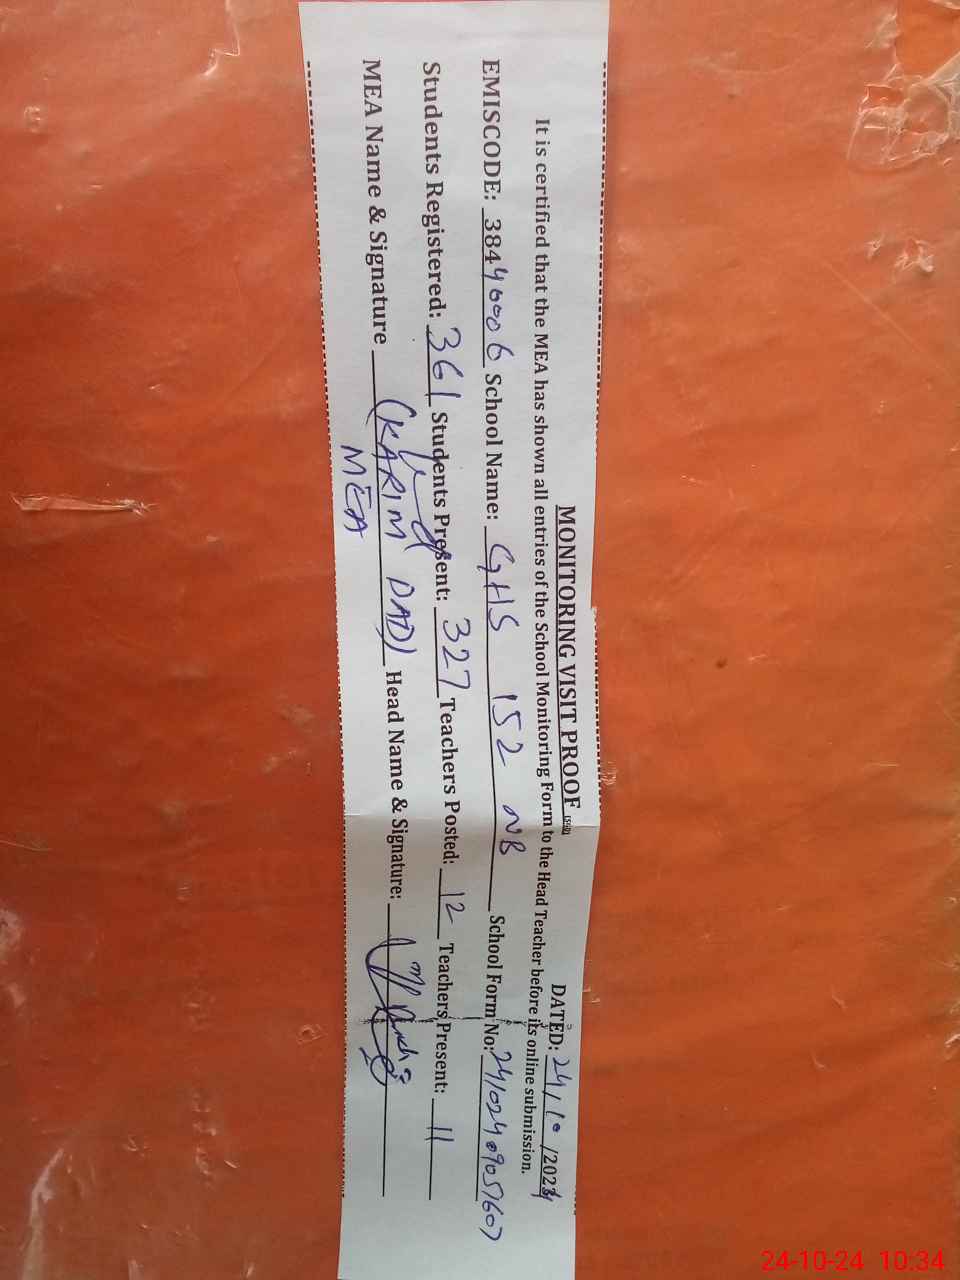 MONITORING VISIT PROOF DATED: 24/10/2024
It is certified that the MEA has shown all entries of the School Monitoring Form to the Head Teacher before its online submission.
EMISCODE: 38440006 School Name: GHS 152 NB School Form No: 241024090517607
Students Registered: 361 Students Present: 327 Teachers Posted: 12 Teachers Present: 11
MEA Name & Signature (KARIM DAD) Head Name & Signature:
MEA
24-10-24 10:34